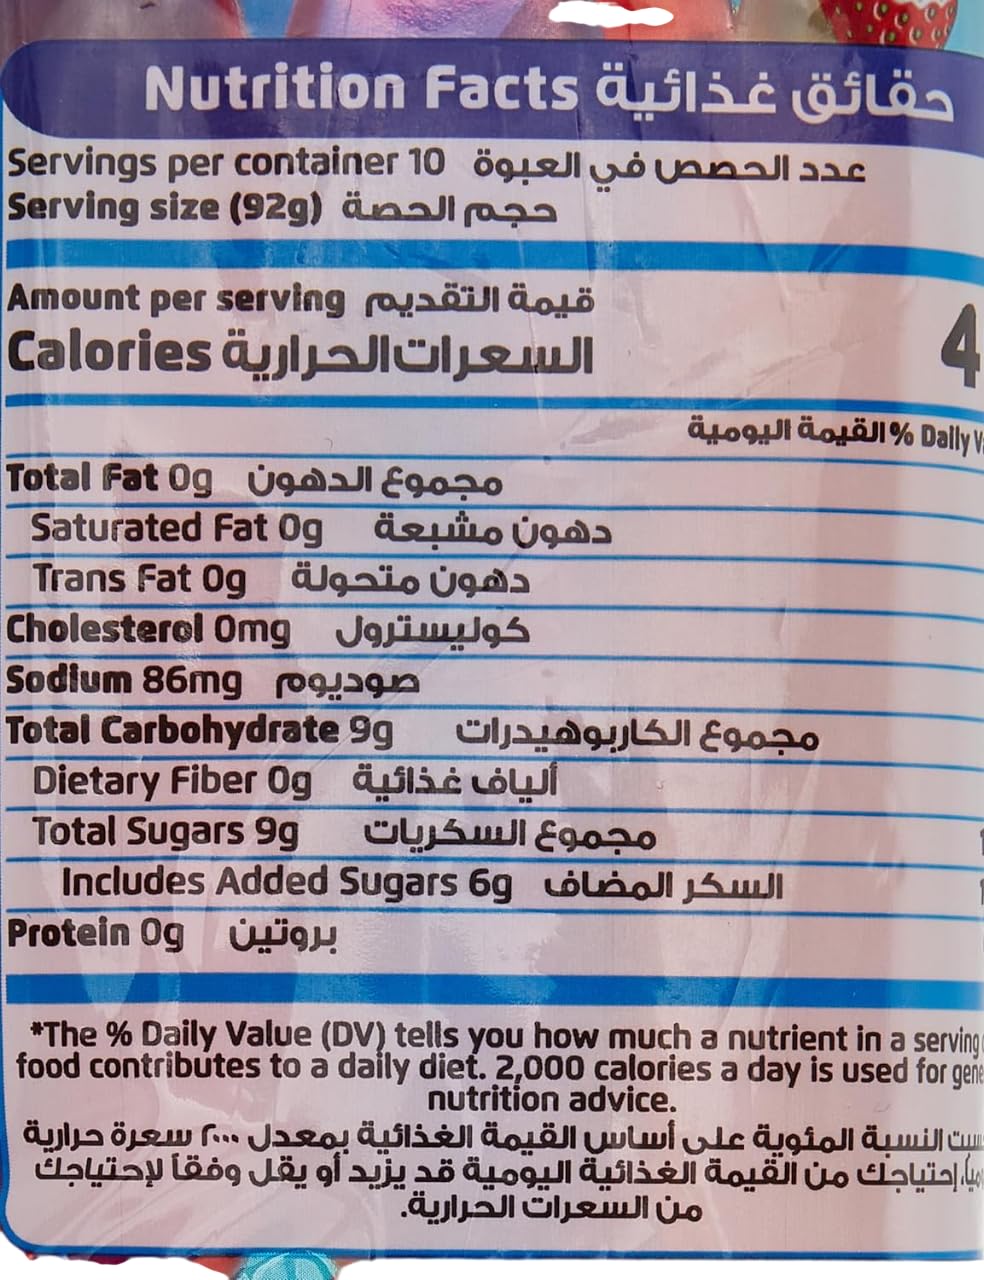 Nutrition Facts حقائق غذائية
Servings per container 10 عدد الحصص في العبوة
Serving size (92g) حجم الحصة
Amount per serving قيمة التقديم
Calories السعرات الحرارية 4
% Daily القيمة اليومية
Total Fat 0g مجموع الدهون
Saturated Fat 0g دهون مشبعة
Trans Fat 0g دهون متحولة
Cholesterol 0mg كوليسترول
Sodium 86mg صوديوم
Total Carbohydrate 9g مجموع الكاربوهيدرات
Dietary Fiber 0g ألياف غذائية
Total Sugars 9g مجموع السكريات
Includes Added Sugars 6g السكر المضاف
Protein 0g بروتين
*The % Daily Value (DV) tells you how much a nutrient in a serving
food contributes to a daily diet. 2,000 calories a day is used for
nutrition advice.
النسبة المئوية على أساس القيمة الغذائية بمعدل ٢٠٠٠ سعرة حرارية
إحتياجك من القيمة الغذائية اليومية قد يزيد أو يقل وفقاً لإحتياجك
من السعرات الحرارية.